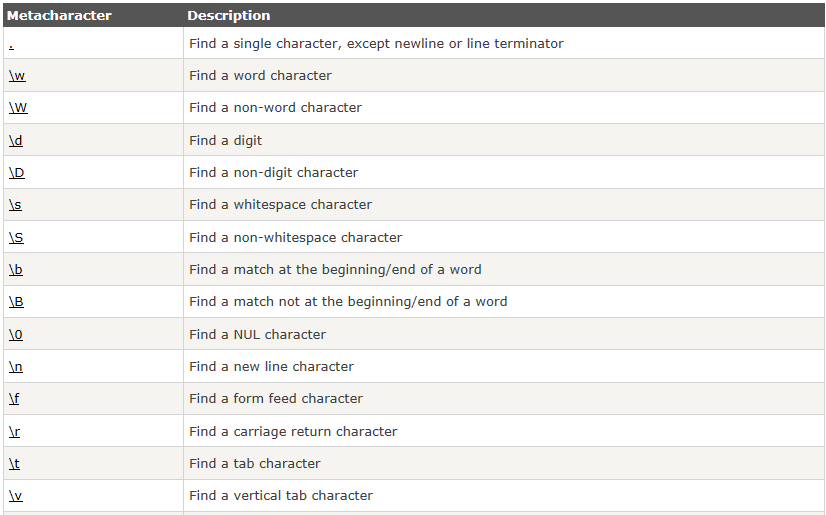 Metacharacter Description
. Find a single character, except newline or line terminator
\w Find a word character
\W Find a non-word character
\d Find a digit
\D Find a non-digit character
\s Find a whitespace character
\S Find a non-whitespace character
\b Find a match at the beginning/end of a word
\B Find a match not at the beginning/end of a word
\0 Find a NUL character
\n Find a new line character
\f Find a form feed character
\r Find a carriage return character
\t Find a tab character
\v Find a vertical tab character